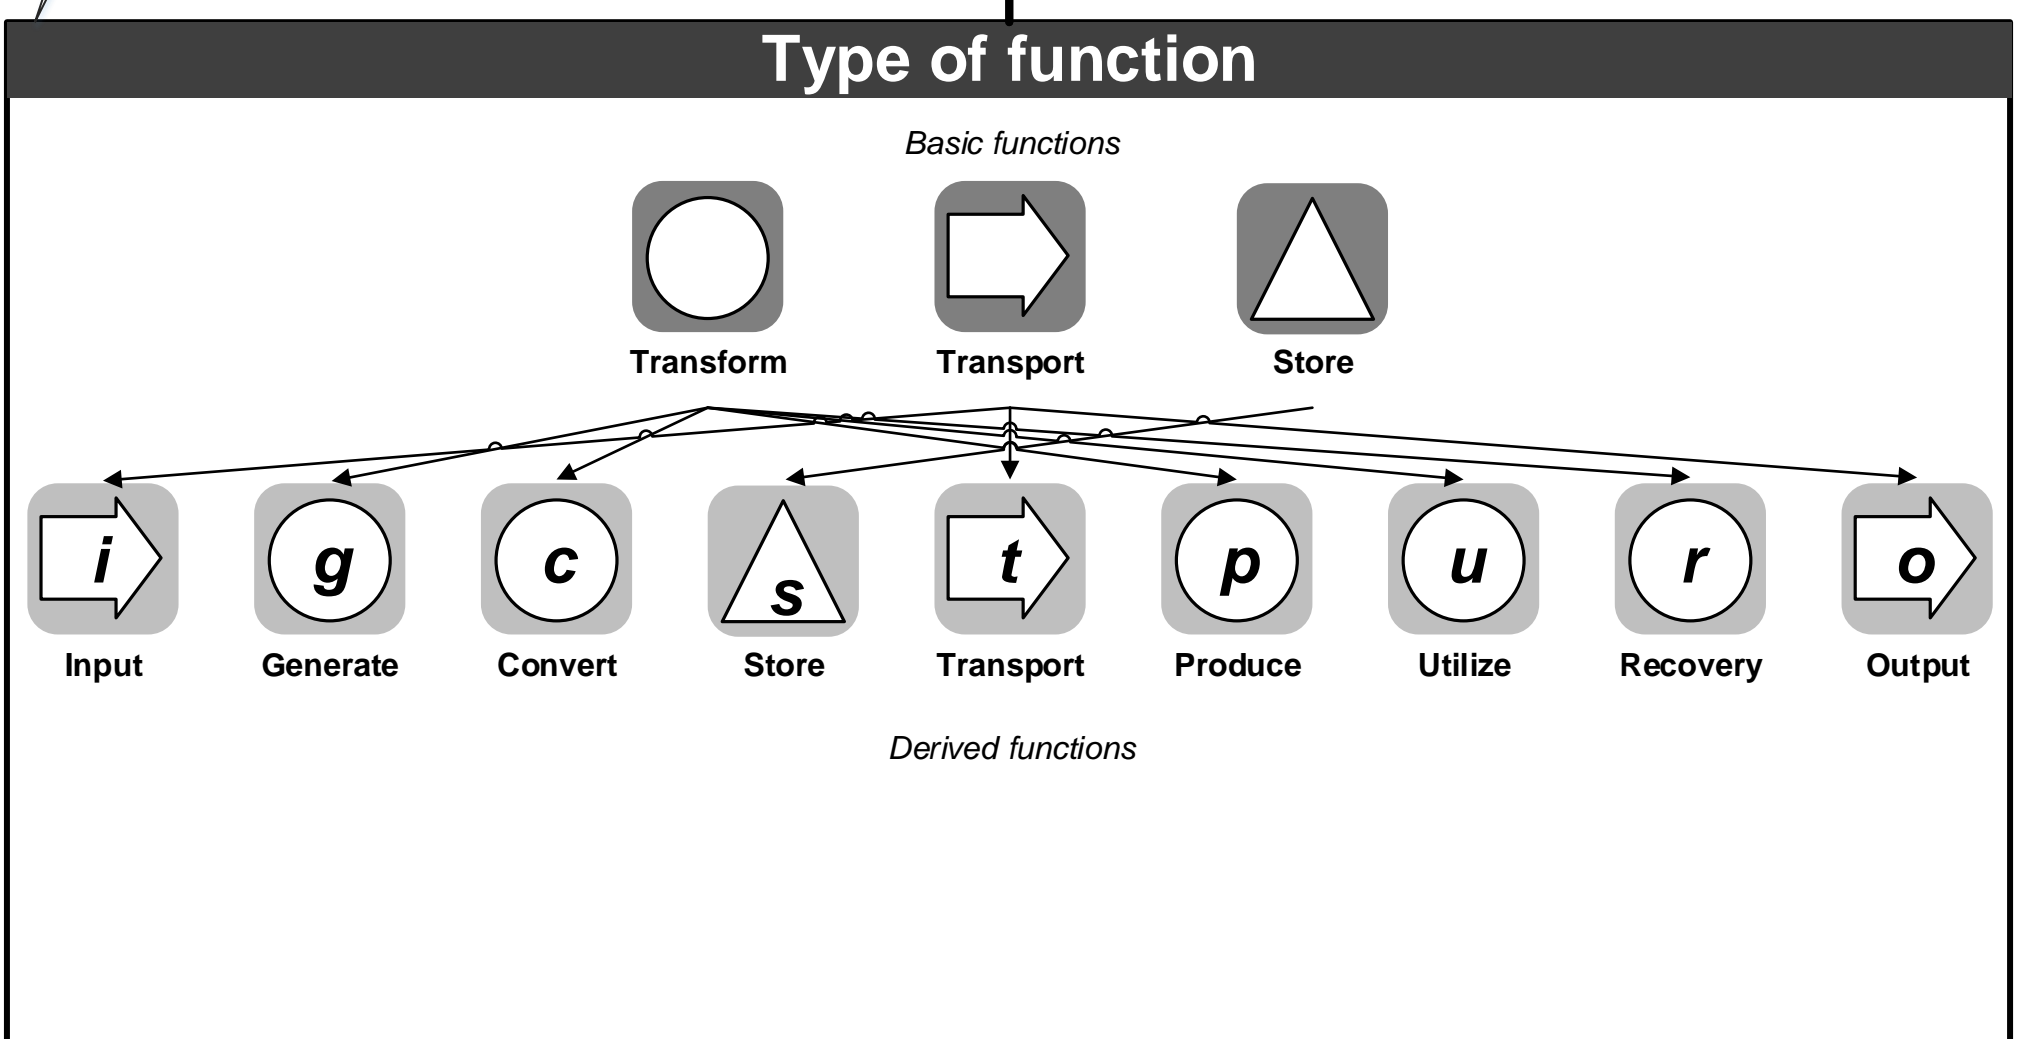 Type of function
Basic functions
Transform Transport Store
i g c s t p u r o
Input Generate Convert Store Transport Produce Utilize Recovery Output
Derived functions